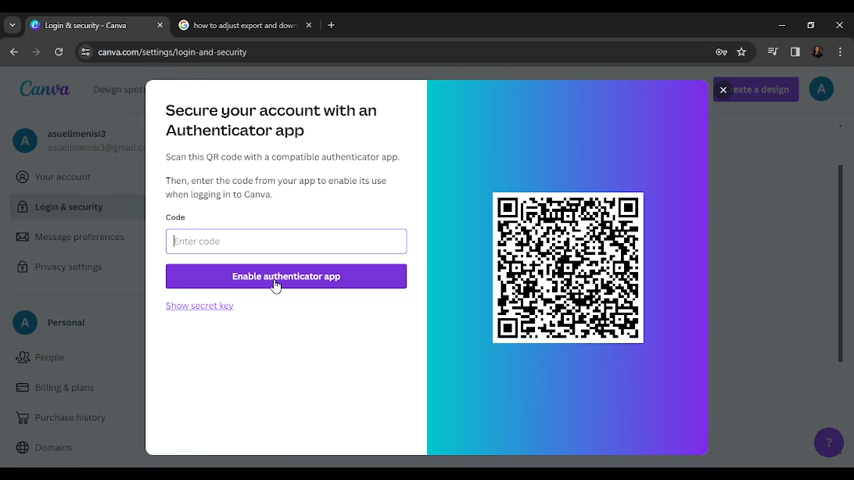 Login & security - Canva
how to adjust export and down
canva.com/settings/login-and-security
Canva
Design spot
Create a design
A
A
asuelimenisi3
asuelimenisi3@gmail.c
Your account
Login & security
Message preferences
Privacy settings
A
Personal
People
Billing & plans
Purchase history
Domains
Secure your account with an
Authenticator app
Scan this QR code with a compatible authenticator app.
Then, enter the code from your app to enable its use
when logging in to Canva.
Code
Enter code
Enable authenticator app
Show secret key
?